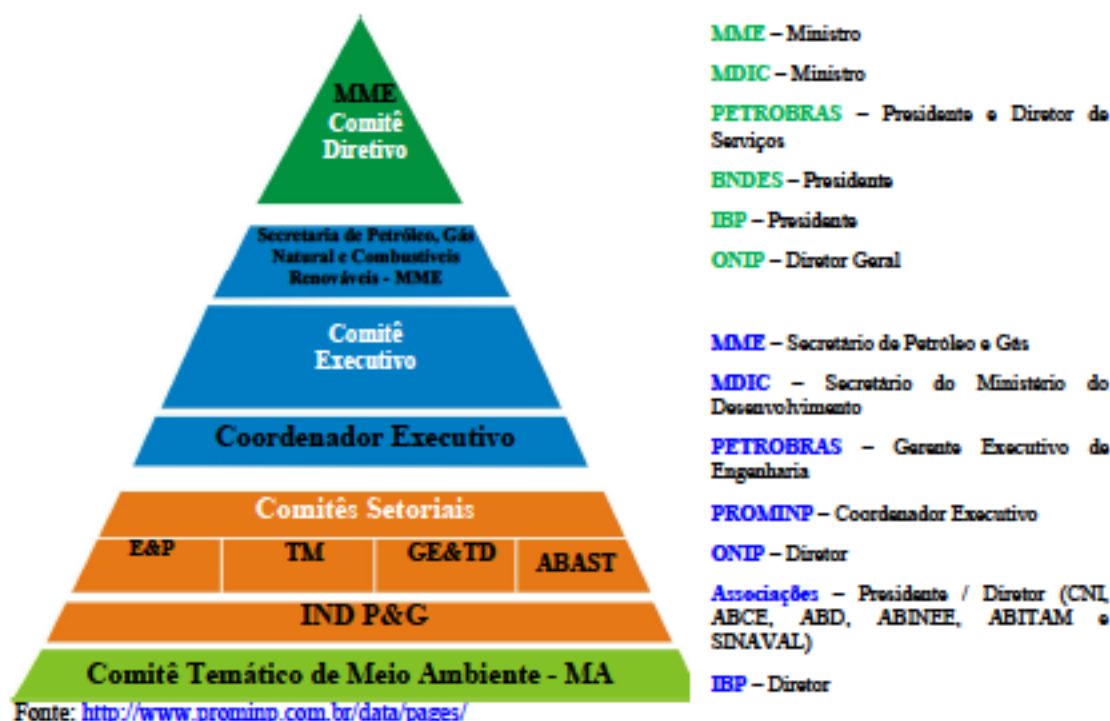 MME
Comitê
Diretivo
Secretaria de Petróleo, Gás
Natural e Combustíveis
Renováveis - MME
Comitê
Executivo
Coordenador Executivo
Comitês Setoriais
E&P
TM
GE&TD
ABAST
IND P&G
Comitê Temático de Meio Ambiente - MA
Fonte: http://www.prominp.com.br/data/pages/
MME – Ministro
MDIC – Ministro
PETROBRAS – Presidente e Diretor de
Serviços
BNDES – Presidente
IBP – Presidente
ONIP – Diretor Geral
MME – Secretário de Petróleo e Gás
MDIC – Secretário do Ministério do
Desenvolvimento
PETROBRAS – Gerente Executivo de
Engenharia
PROMINP – Coordenador Executivo
ONIP – Diretor
Associações – Presidente / Diretor (CNI,
ABCE, ABD, ABINEE, ABITAM e
SINAVAL)
IBP – Diretor